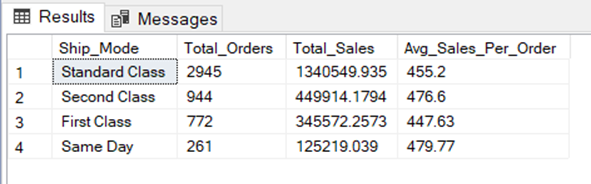 Results Messages
Ship_Mode Total_Orders Total_Sales Avg_Sales_Per_Order
1 Standard Class 2945 1340549.935 455.2
2 Second Class 944 449914.1794 476.6
3 First Class 772 345572.2573 447.63
4 Same Day 261 125219.039 479.77